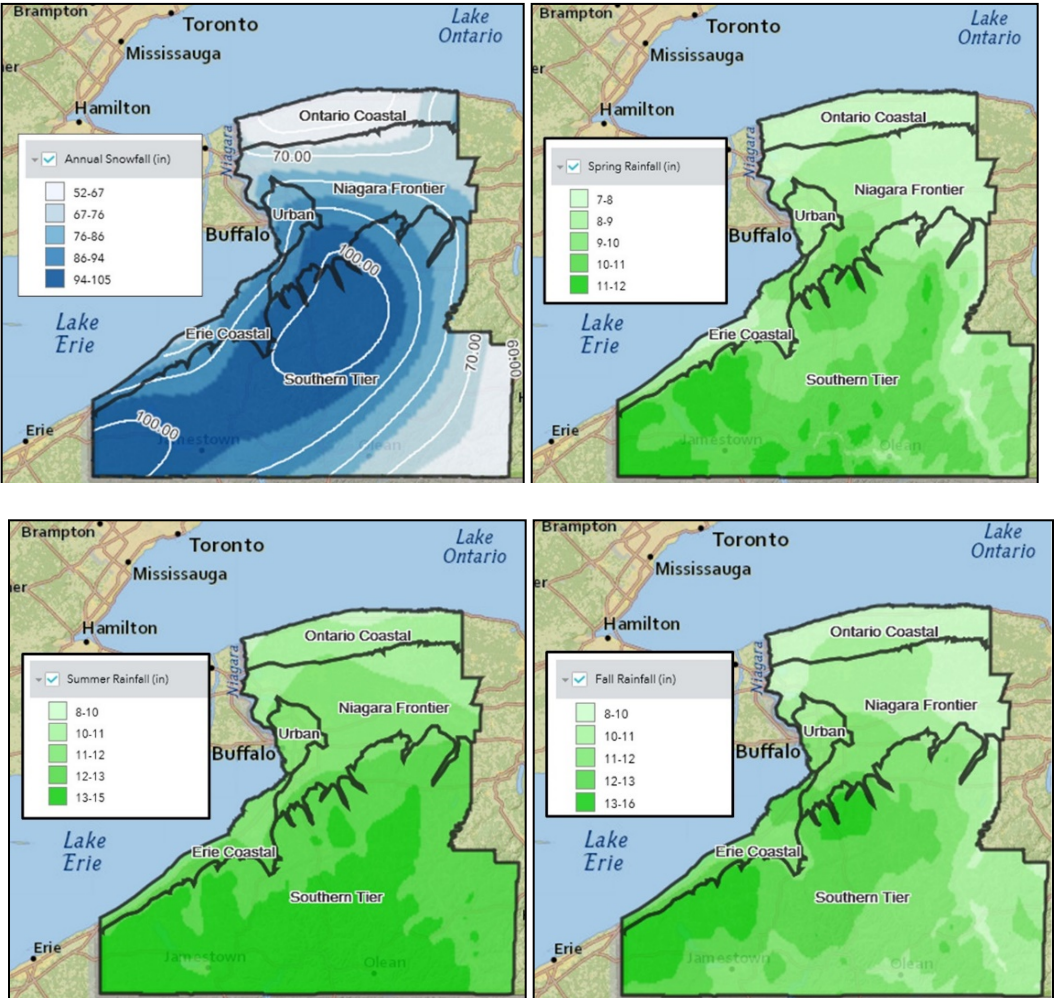 Brampton
Toronto
Lake
Ontario
Mississauga
er
Hamilton
Ontario Coastal
Annual Snowfall (in)
Niagara
70.00
52-67
67-76
76-86
86-94
94-105
Niagara Frontier
Urban
Buffalo
100.00
Lake
Erie
Erie Coastal
70.00
60.00
Southern Tier
100.00
Erie
Jamestown
Olean
Brampton
Toronto
Lake
Ontario
Mississauga
er
Hamilton
Ontario Coastal
Spring Rainfall (in)
Niagara
7-8
8-9
9-10
10-11
11-12
Niagara Frontier
Urban
Buffalo
Lake
Erie
Erie Coastal
Southern Tier
Erie
Jamestown
Olean
Brampton
Toronto
Lake
Ontario
Mississauga
er
Hamilton
Ontario Coastal
Summer Rainfall (in)
Niagara
8-10
10-11
11-12
12-13
13-15
Niagara Frontier
Urban
Buffalo
Lake
Erie
Erie Coastal
Southern Tier
Erie
Jamestown
Olean
Brampton
Toronto
Lake
Ontario
Mississauga
er
Hamilton
Ontario Coastal
Fall Rainfall (in)
Niagara
8-10
10-11
11-12
12-13
13-16
Niagara Frontier
Urban
Buffalo
Lake
Erie
Erie Coastal
Southern Tier
Erie
Jamestown
Olean